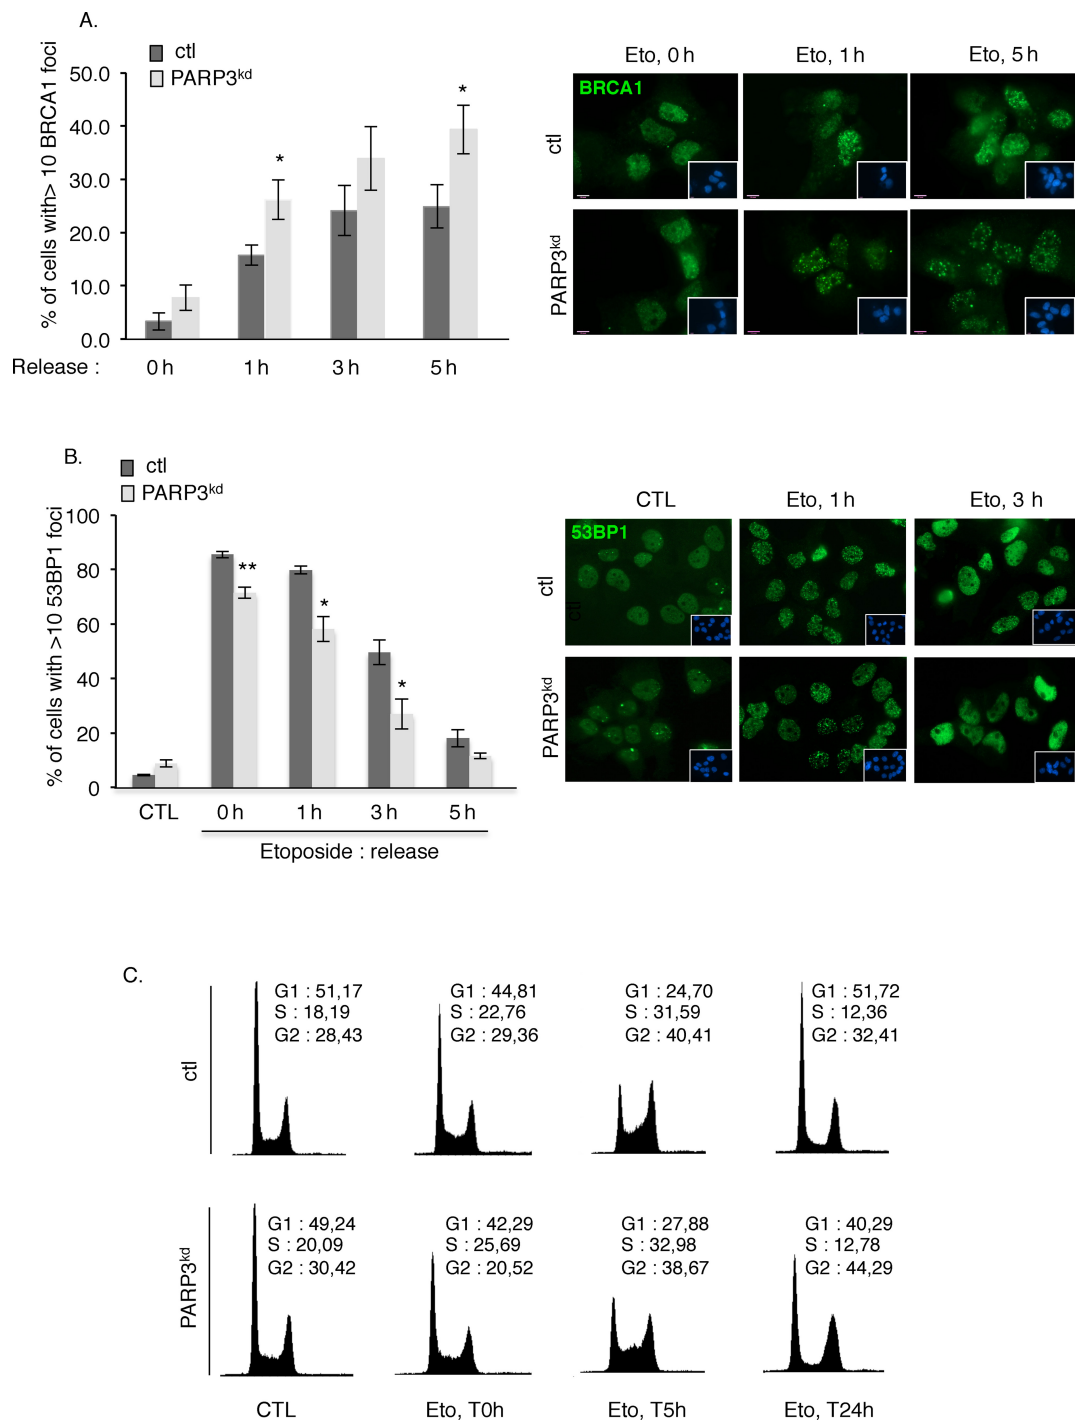 A.
ctl
PARP3kd
% of cells with> 10 BRCA1 foci
50.0
40.0
30.0
20.0
10.0
0.0
*
*
Release :
0 h
1 h
3 h
5 h
Eto, 0 h
Eto, 1h
Eto, 5h
BRCA1
ctl
PARP3kd
B.
ctl
PARP3kd
% of cells with >10 53BP1 foci
100
80
60
40
20
0
**
*
*
CTL
0 h
1 h
3 h
5 h
Etoposide : release
CTL
Eto, 1h
Eto, 3 h
53BP1
ctl
ctl
PARP3kd
C.
ctl
G1 : 51,17
S : 18,19
G2 : 28,43
G1 : 44,81
S : 22,76
G2 : 29,36
G1 : 24,70
S : 31,59
G2 : 40,41
G1 : 51,72
S : 12,36
G2 : 32,41
PARP3kd
G1 : 49,24
S : 20,09
G2 : 30,42
G1 : 42,29
S : 25,69
G2 : 20,52
G1 : 27,88
S : 32,98
G2 : 38,67
G1 : 40,29
S : 12,78
G2 : 44,29
CTL
Eto, T0h
Eto, T5h
Eto, T24h